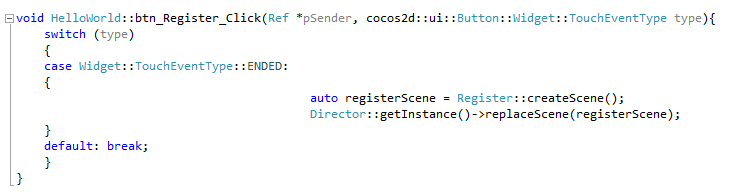 void HelloWorld::btn_Register_Click(Ref *pSender, cocos2d::ui::Button::Widget::TouchEventType type){
switch (type)
{
case Widget::TouchEventType::ENDED:
{
auto registerScene = Register::createScene();
Director::getInstance()->replaceScene(registerScene);
}
default: break;
}
}